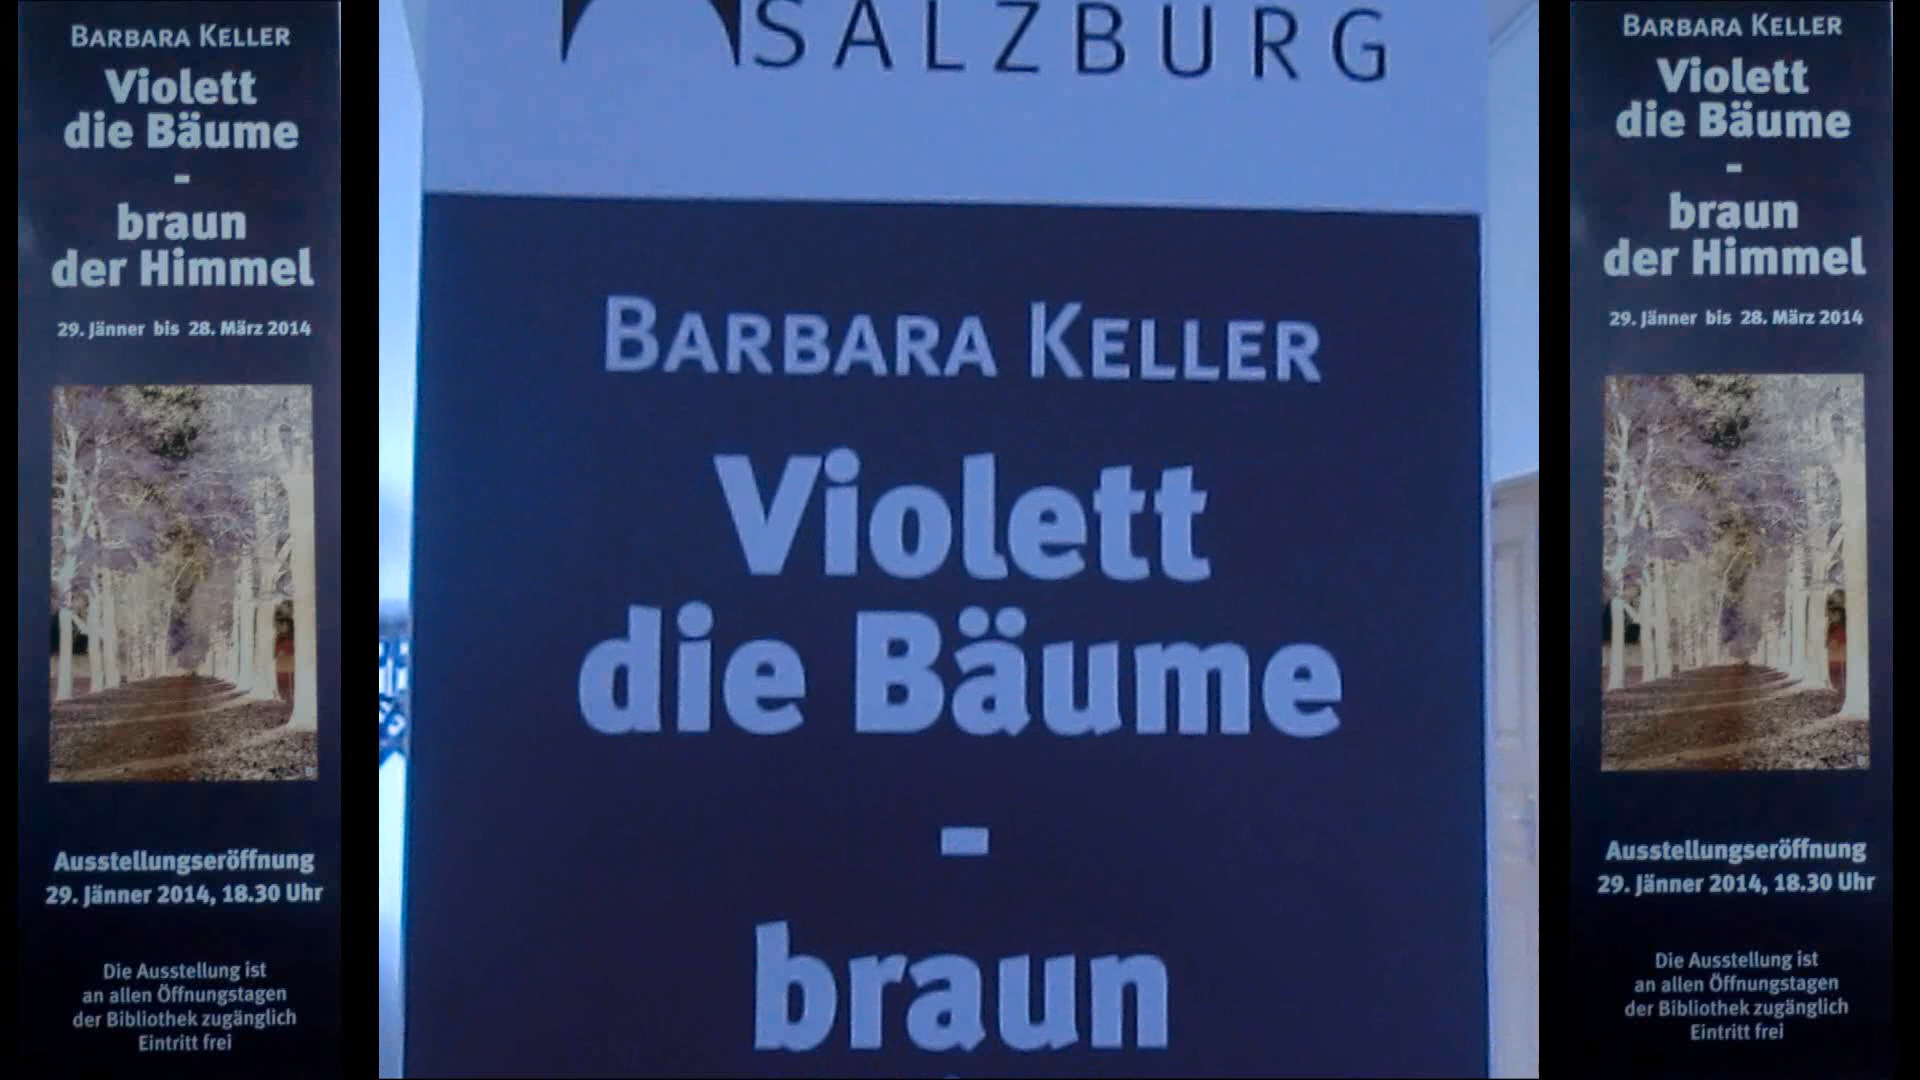 BARBARA KELLER
Violett
die Bäume
-
braun
der Himmel
29. Jänner bis 28. März 2014
Ausstellungseröffnung
29. Jänner 2014, 18.30 Uhr
Die Ausstellung ist
an allen Öffnungstagen
der Bibliothek zugänglich
Eintritt frei
SALZBURG
BARBARA KELLER
Violett
die Bäume
-
braun
BARBARA KELLER
Violett
die Bäume
-
braun
der Himmel
29. Jänner bis 28. März 2014
Ausstellungseröffnung
29. Jänner 2014, 18.30 Uhr
Die Ausstellung ist
an allen Öffnungstagen
der Bibliothek zugänglich
Eintritt frei